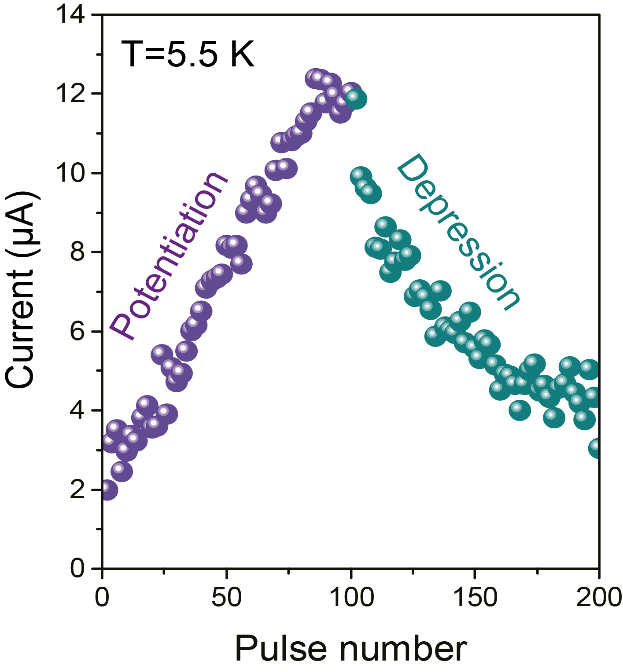 14
12
10
8
6
4
2
0
Current (μA)
T=5.5 K
Potentiation
Depression
0
50
100
150
200
Pulse number